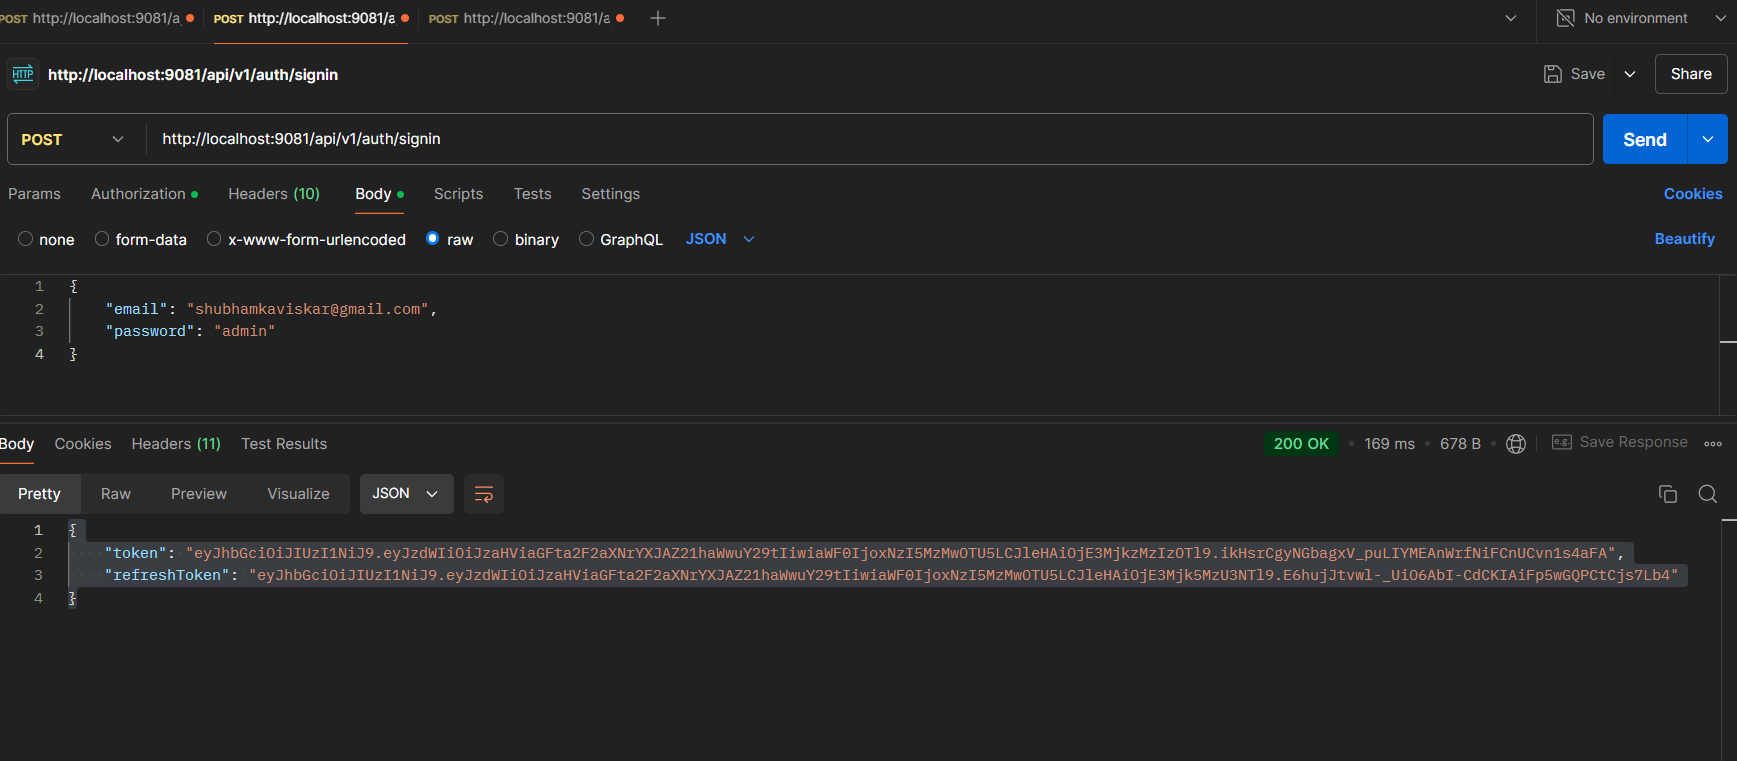 POST http://localhost:9081/a POST http://localhost:9081/a POST http://localhost:9081/a No environment
HTTP http://localhost:9081/api/v1/auth/signin Save Share
POST http://localhost:9081/api/v1/auth/signin Send
Params Authorization Headers (10) Body Scripts Tests Settings Cookies
none form-data x-www-form-urlencoded raw binary GraphQL JSON Beautify
1 {
2 "email": "shubhamkaviskar@gmail.com",
3 "password": "admin"
4 }
Body Cookies Headers (11) Test Results 200 OK 169 ms 678 B e.g. Save Response
Pretty Raw Preview Visualize JSON
1 {
2 "token": "eyJhbGciOiJIUzI1NiJ9.eyJzdWIiOiJzaHViaGFta2F2aXNrYXJAZ21haWwuY29tIiwiaWF0IjoxNzI5MzMwOTU5LCJleHAiOjE3MjkzMzIzOTl9.ikHsrCgyNGbagxV_puLIYMEAnWrfNiFCnUCvn1s4aFA",
3 "refreshToken": "eyJhbGciOiJIUzI1NiJ9.eyJzdWIiOiJzaHViaGFta2F2aXNrYXJAZ21haWwuY29tIiwiaWF0IjoxNzI5MzMwOTU5LCJleHAiOjE3Mjk5MzU3NTl9.E6hujJtvwl-_UiO6AbI-CdCKIAiFp5wGQPCtCjs7Lb4"
4 }